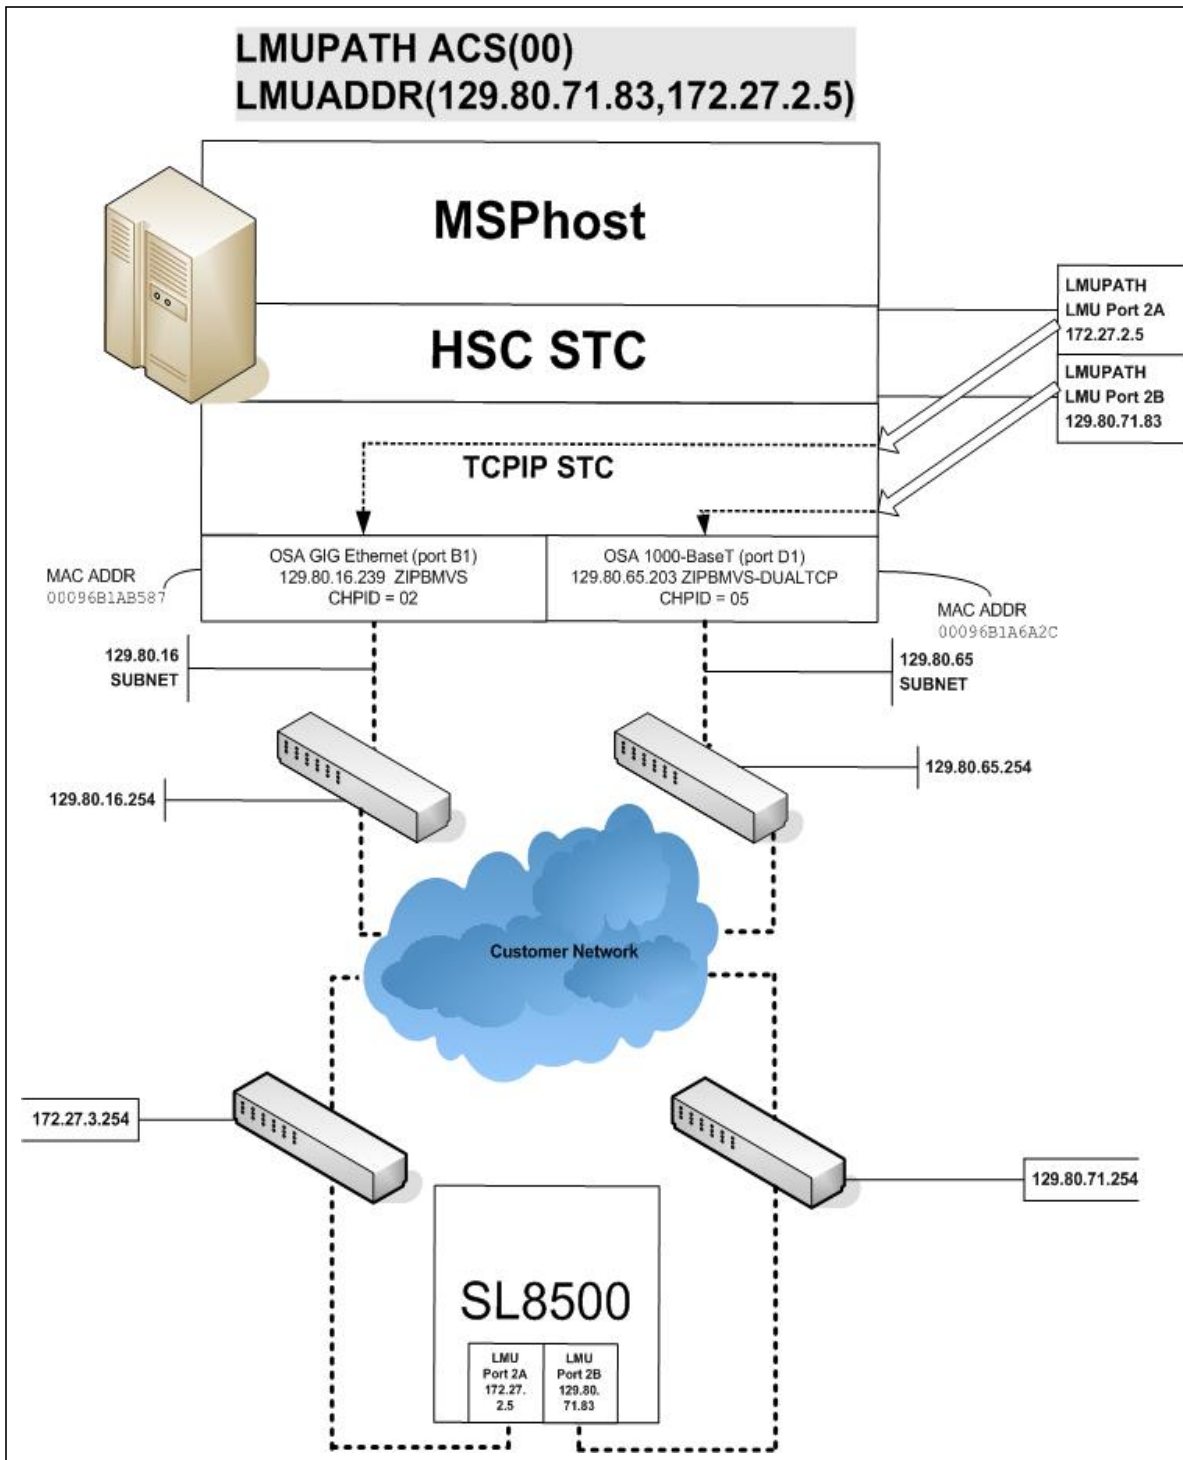 LMUPATH ACS(00)
LMUADDR(129.80.71.83,172.27.2.5)
MSPhost
HSC STC
LMUPATH
LMU Port 2A
172.27.2.5
LMUPATH
LMU Port 2B
129.80.71.83
TCPIP STC
OSA GIG Ethernet (port B1)
129.80.16.239 ZIPBMVS
CHPID = 02
OSA 1000-BaseT (port D1)
129.80.65.203 ZIPBMVS-DUALTCP
CHPID = 05
MAC ADDR
00096B1AB587
MAC ADDR
00096B1A6A2C
129.80.16
SUBNET
129.80.65
SUBNET
129.80.16.254
129.80.65.254
Customer Network
172.27.3.254
129.80.71.254
SL8500
LMU
Port 2A
172.27.
2.5
LMU
Port 2B
129.80.
71.83